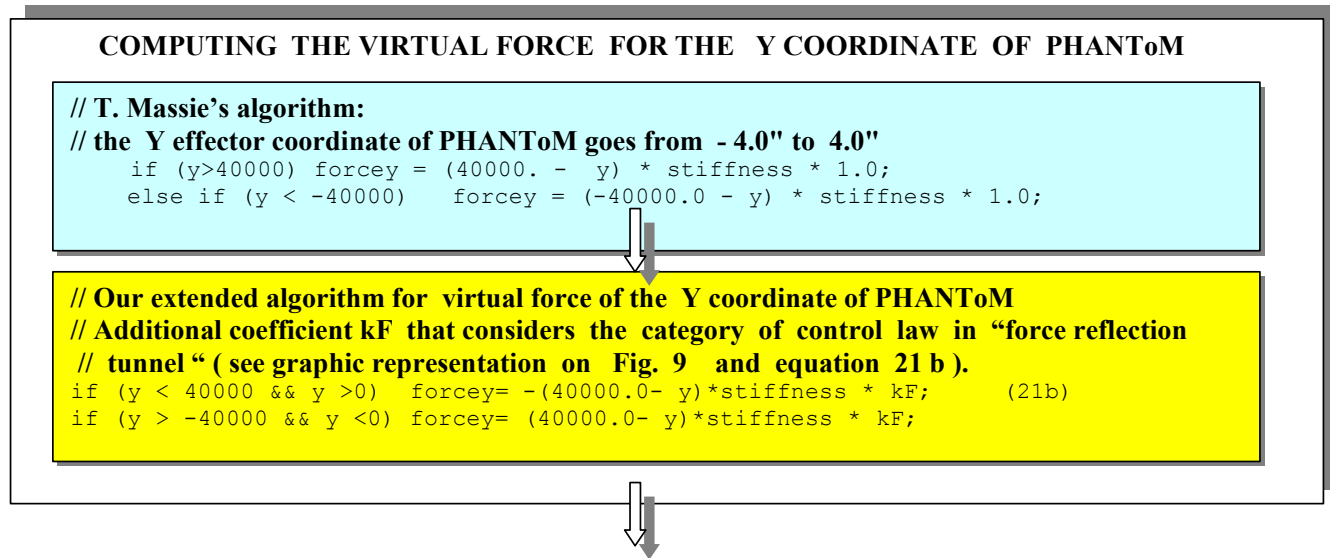 COMPUTING THE VIRTUAL FORCE FOR THE Y COORDINATE OF PHANToM
// T. Massie’s algorithm:
// the Y effector coordinate of PHANToM goes from - 4.0" to 4.0"
if (y>40000) forcey = (40000. - y) * stiffness * 1.0;
else if (y < -40000) forcey = (-40000.0 - y) * stiffness * 1.0;
// Our extended algorithm for virtual force of the Y coordinate of PHANToM
// Additional coefficient kF that considers the category of control law in “force reflection
// tunnel “ ( see graphic representation on Fig. 9 and equation 21 b ).
if (y < 40000 && y >0) forcey= -(40000.0- y)*stiffness * kF; (21b)
if (y > -40000 && y <0) forcey= (40000.0- y)*stiffness * kF;